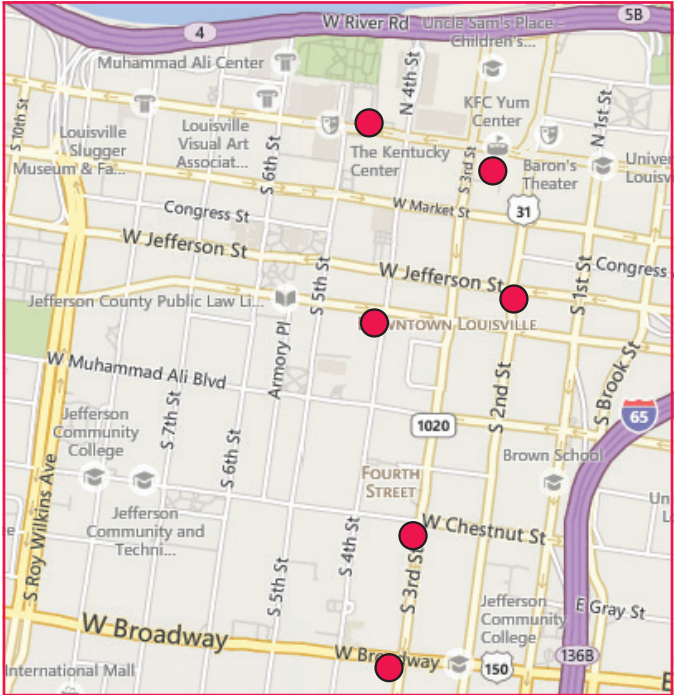 W River Rd
Uncle Sam's Place -
Children's...
5B
4
Muhammad Ali Center
N 4th St
KFC Yum
Center
N 1st St
S 10th St
Louisville
Slugger
Museum & Fa...
Louisville
Visual Art
Associat...
S 6th St
The Kentucky
Center
S 3rd St
Baron's
Theater
Univer
Louisv
Congress St
W Market St
31
W Jefferson St
W Jefferson St
Congress
S 5th St
S 1st St
Jefferson County Public Law Li...
WNTOWN LOUISVILLE
Armory Pl
W Muhammad Ali Blvd
S 2nd St
S Brook St
65
Jefferson
Community
College
S 7th St
S 6th St
1020
Brown School
FOURTH
STREET
Un
L
Jefferson
Community and
Techni...
e
W Chestnut St
S Roy Wilkins Ave
S 5th St
S 4th St
S 3rd St
Jefferson
Community
College
E Gray St
W Broadway
W Br dway
150
136B
International Mall
E